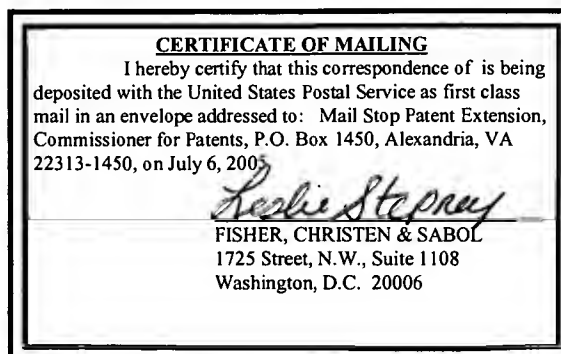 CERTIFICATE OF MAILING
I hereby certify that this correspondence of is being
deposited with the United States Postal Service as first class
mail in an envelope addressed to: Mail Stop Patent Extension,
Commissioner for Patents, P.O. Box 1450, Alexandria, VA
22313-1450, on July 6, 2005
Leslie
FISHER, CHRISTEN & SABOL
1725 Street, N.W., Suite 1108
Washington, D.C. 20006